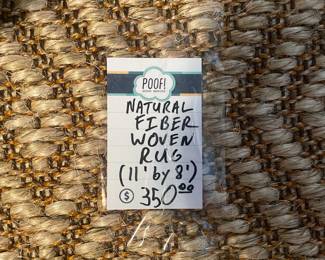 POOF!
NATURAL
FIBER
WOVEN
RUG
(11' by 8')
$ 350.00